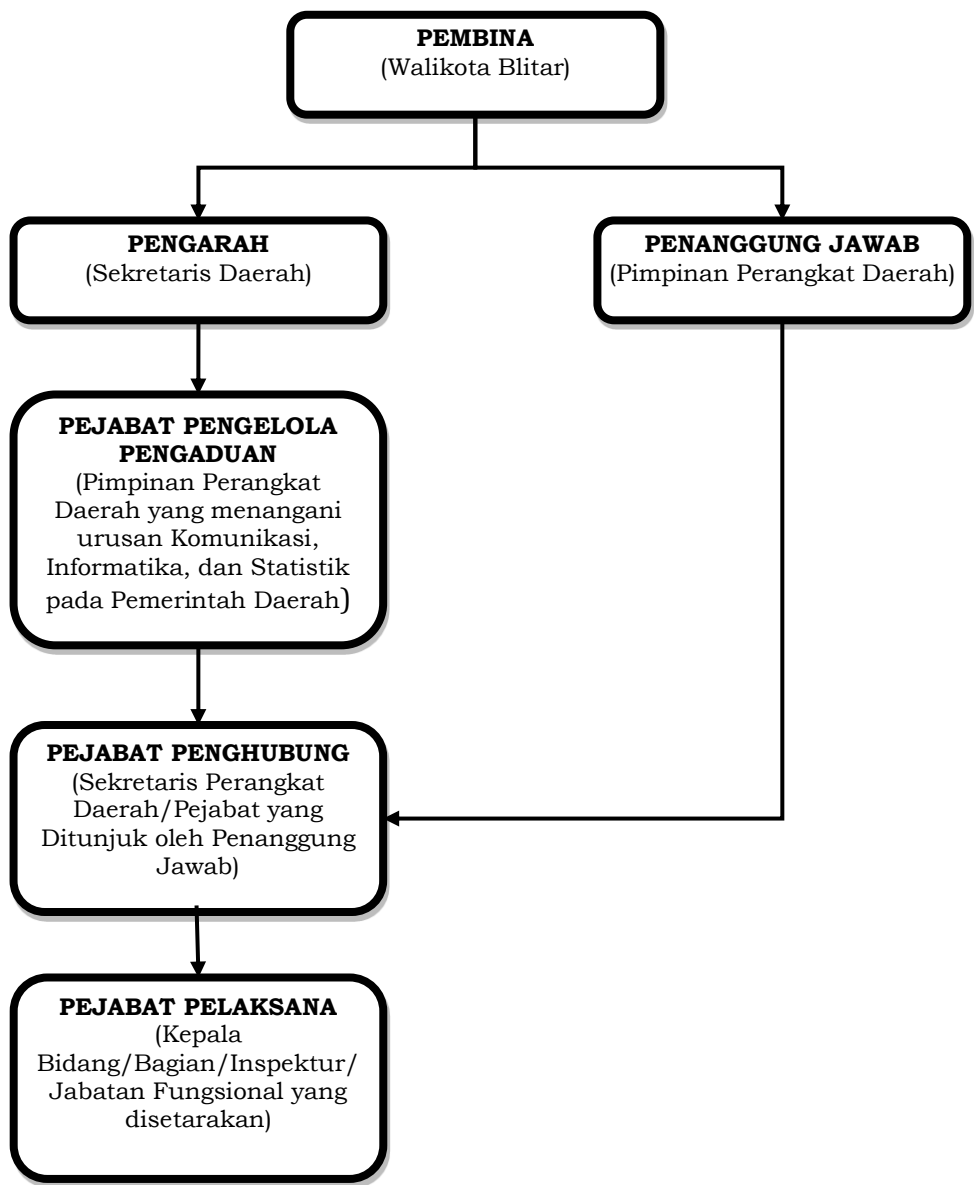 PEMBINA
(Walikota Blitar)
PENGARAH
(Sekretaris Daerah)
PENANGGUNG JAWAB
(Pimpinan Perangkat Daerah)
PEJABAT PENGELOLA
PENGADUAN
(Pimpinan Perangkat
Daerah yang menangani
urusan Komunikasi,
Informatika, dan Statistik
pada Pemerintah Daerah)
PEJABAT PENGHUBUNG
(Sekretaris Perangkat
Daerah/Pejabat yang
Ditunjuk oleh Penanggung
Jawab)
PEJABAT PELAKSANA
(Kepala
Bidang/Bagian/Inspektur/
Jabatan Fungsional yang
disetarakan)